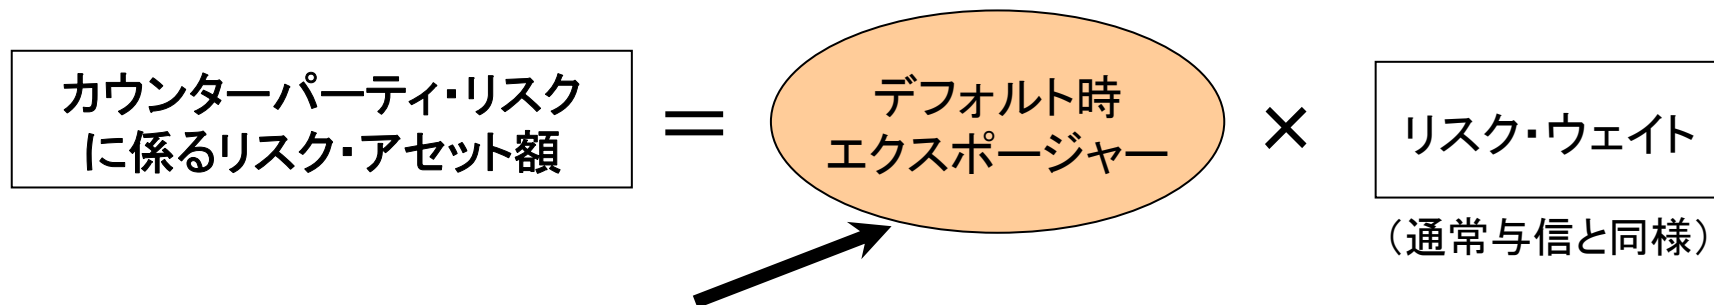 カウンターパーティ・リスク
に係るリスク・アセット額
＝
デフォルト時
エクスポージャー
×
リスク・ウェイト
（通常与信と同様）